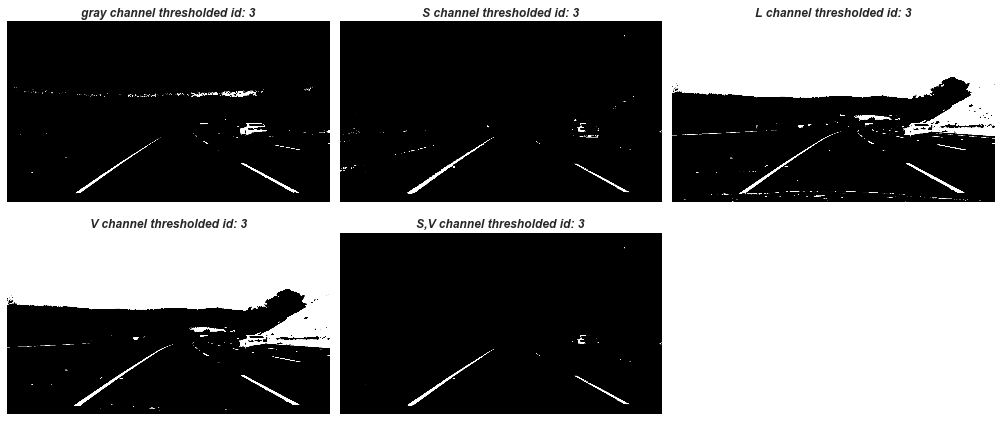 gray channel thresholded id: 3
S channel thresholded id: 3
L channel thresholded id: 3
V channel thresholded id: 3
S,V channel thresholded id: 3